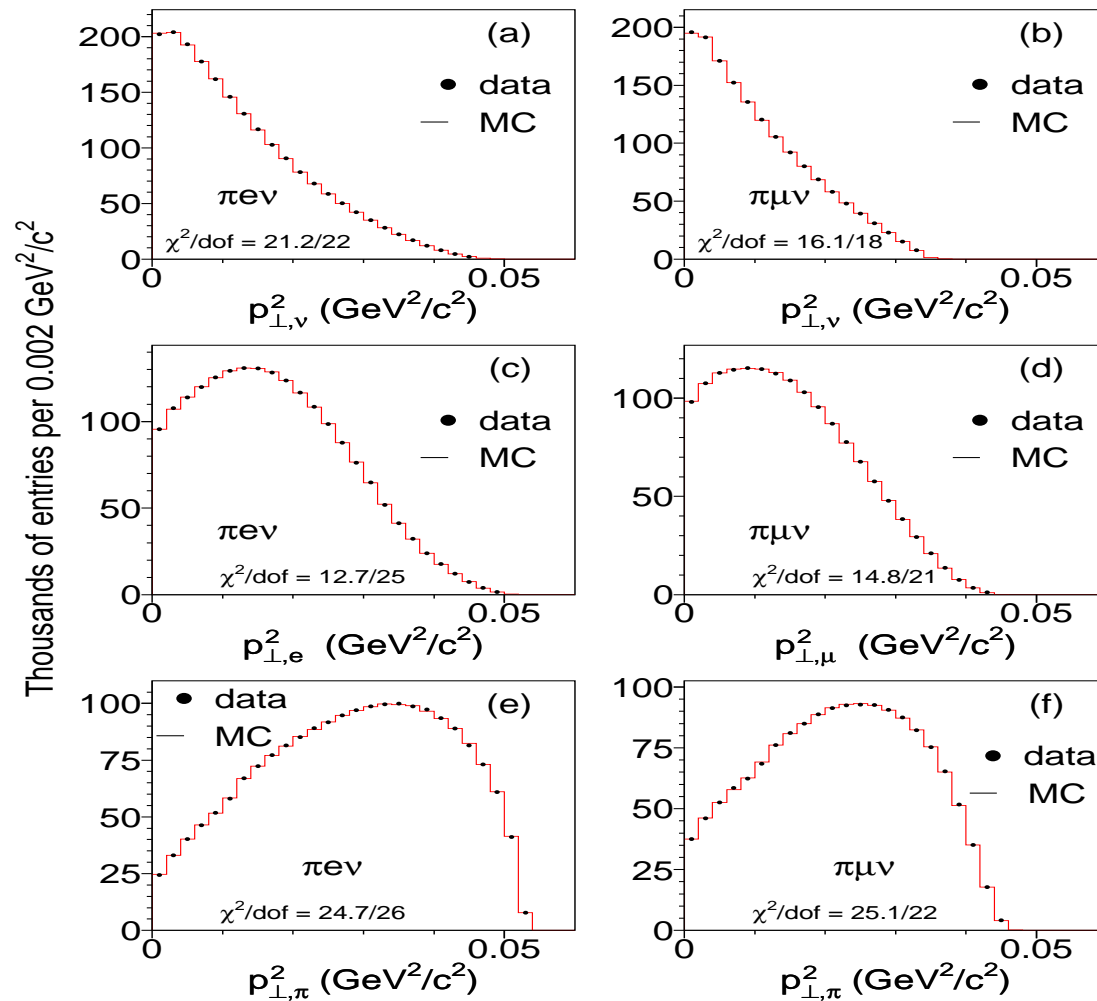 Thousands of entries per 0.002 GeV²/c²
(a)
data
MC
πeν
χ²/dof = 21.2/22
200
150
100
50
0
0 0.05
p²⊥,ν (GeV²/c²)
(b)
data
MC
πμν
χ²/dof = 16.1/18
200
150
100
50
0
0 0.05
p²⊥,ν (GeV²/c²)
(c)
data
MC
πeν
χ²/dof = 12.7/25
100
50
0
0 0.05
p²⊥,e (GeV²/c²)
(d)
data
MC
πμν
χ²/dof = 14.8/21
100
50
0
0 0.05
p²⊥,μ (GeV²/c²)
(e)
data
MC
πeν
χ²/dof = 24.7/26
100
75
50
25
0
0 0.05
p²⊥,π (GeV²/c²)
(f)
data
MC
πμν
χ²/dof = 25.1/22
100
75
50
25
0
0 0.05
p²⊥,π (GeV²/c²)